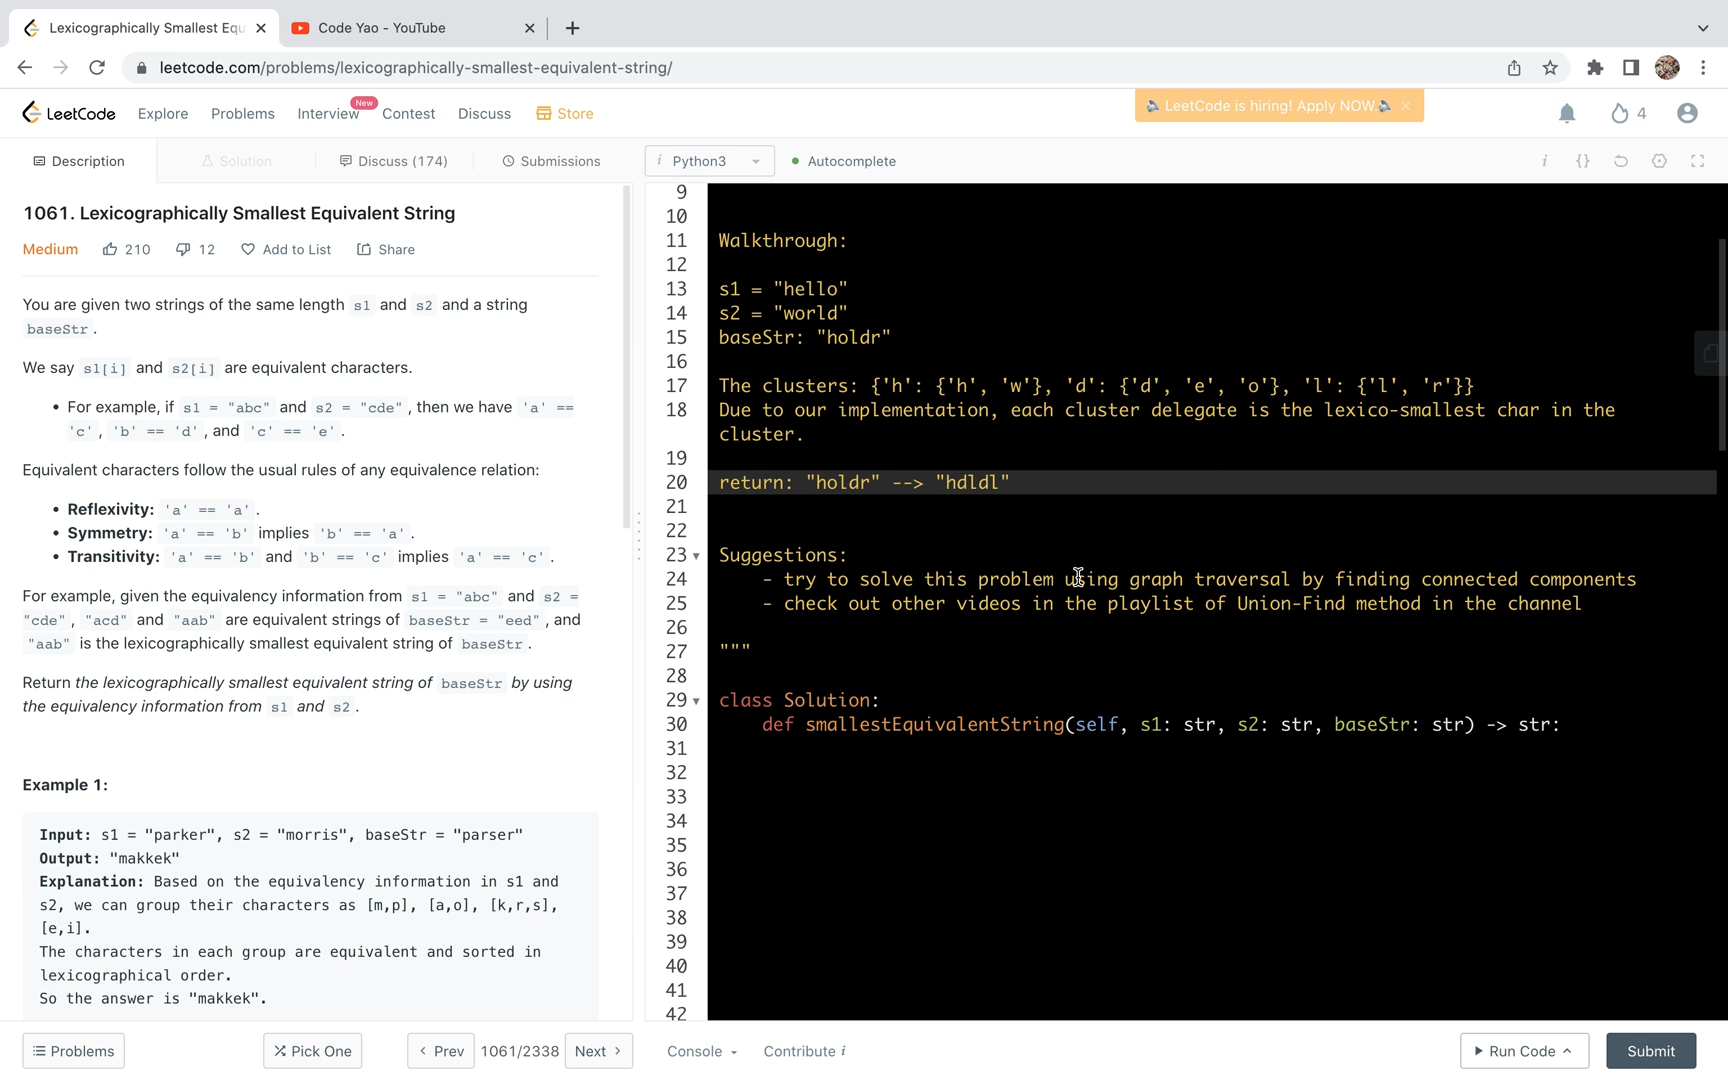 Lexicographically Smallest Equ
Code Yao - YouTube
leetcode.com/problems/lexicographically-smallest-equivalent-string/
LeetCode
Explore
Problems
Interview
New
Contest
Discuss
Store
LeetCode is hiring! Apply NOW.
4
Description
Solution
Discuss (174)
Submissions
i Python3
Autocomplete
i {}
1061. Lexicographically Smallest Equivalent String
Medium 210 12 Add to List Share
You are given two strings of the same length s1 and s2 and a string
baseStr .
We say s1[i] and s2[i] are equivalent characters.
• For example, if s1 = "abc" and s2 = "cde" , then we have 'a' ==
'c' , 'b' == 'd' , and 'c' == 'e' .
Equivalent characters follow the usual rules of any equivalence relation:
• Reflexivity: 'a' == 'a' .
• Symmetry: 'a' == 'b' implies 'b' == 'a' .
• Transitivity: 'a' == 'b' and 'b' == 'c' implies 'a' == 'c' .
For example, given the equivalency information from s1 = "abc" and s2 =
"cde" , "acd" and "aab" are equivalent strings of baseStr = "eed" , and
"aab" is the lexicographically smallest equivalent string of baseStr .
Return the lexicographically smallest equivalent string of baseStr by using
the equivalency information from s1 and s2 .
Example 1:
Input: s1 = "parker", s2 = "morris", baseStr = "parser"
Output: "makkek"
Explanation: Based on the equivalency information in s1 and
s2, we can group their characters as [m,p], [a,o], [k,r,s],
[e,i].
The characters in each group are equivalent and sorted in
lexicographical order.
So the answer is "makkek".
9
10
11 Walkthrough:
12
13 s1 = "hello"
14 s2 = "world"
15 baseStr: "holdr"
16
17 The clusters: {'h': {'h', 'w'}, 'd': {'d', 'e', 'o'}, 'l': {'l', 'r'}}
18 Due to our implementation, each cluster delegate is the lexico-smallest char in the
cluster.
19
20 return: "holdr" --> "hdldl"
21
22
23 Suggestions:
24 - try to solve this problem using graph traversal by finding connected components
25 - check out other videos in the playlist of Union-Find method in the channel
26
27 """
28
29 class Solution:
30 def smallestEquivalentString(self, s1: str, s2: str, baseStr: str) -> str:
31
32
33
34
35
36
37
38
39
40
41
42
Problems
Pick One
< Prev
1061/2338
Next >
Console
Contribute i
Run Code
Submit